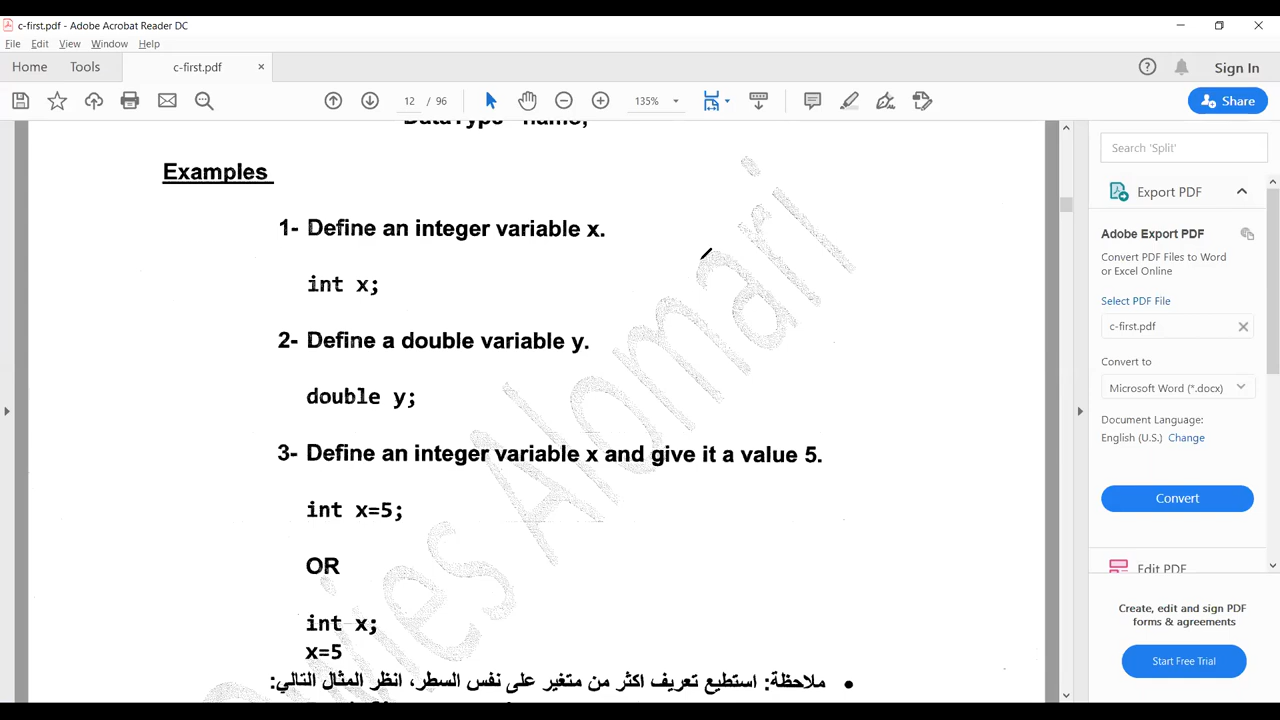 c-first.pdf - Adobe Acrobat Reader DC
File Edit View Window Help
Home Tools c-first.pdf × Sign In
12 / 96 135% Share
DataType name;
Examples
1- Define an integer variable x.
int x;
2- Define a double variable y.
double y;
3- Define an integer variable x and give it a value 5.
int x=5;
OR
int x;
x=5
• ملاحظة: استطيع تعريف اكثر من متغير على نفس السطر، انظر المثال التالي:
Alomari
Search 'Split'
Export PDF
Adobe Export PDF
Convert PDF Files to Word
or Excel Online
Select PDF File
c-first.pdf ×
Convert to
Microsoft Word (*.docx)
Document Language:
English (U.S.) Change
Convert
Edit PDF
Create, edit and sign PDF
forms & agreements
Start Free Trial